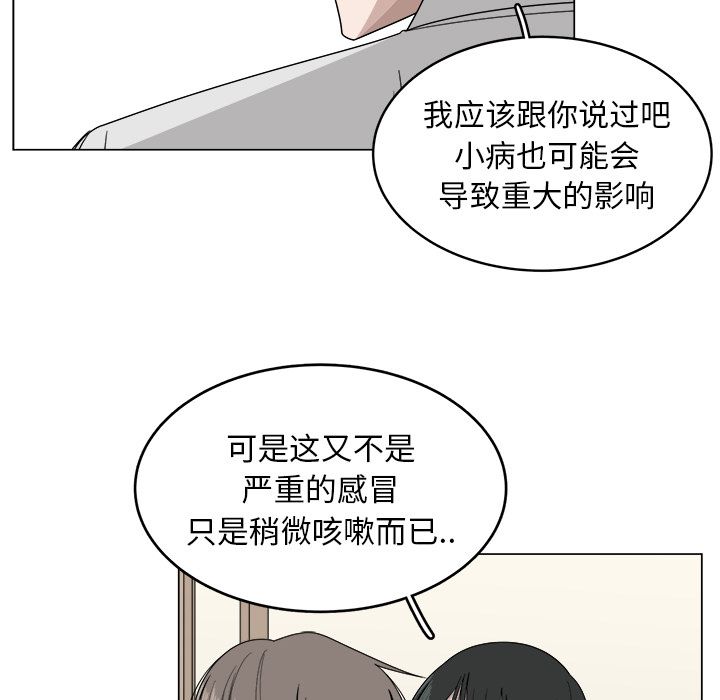 我应该跟你说过吧
小病也可能会
导致重大的影响
可是这又不是
严重的感冒
只是稍微咳嗽而已..